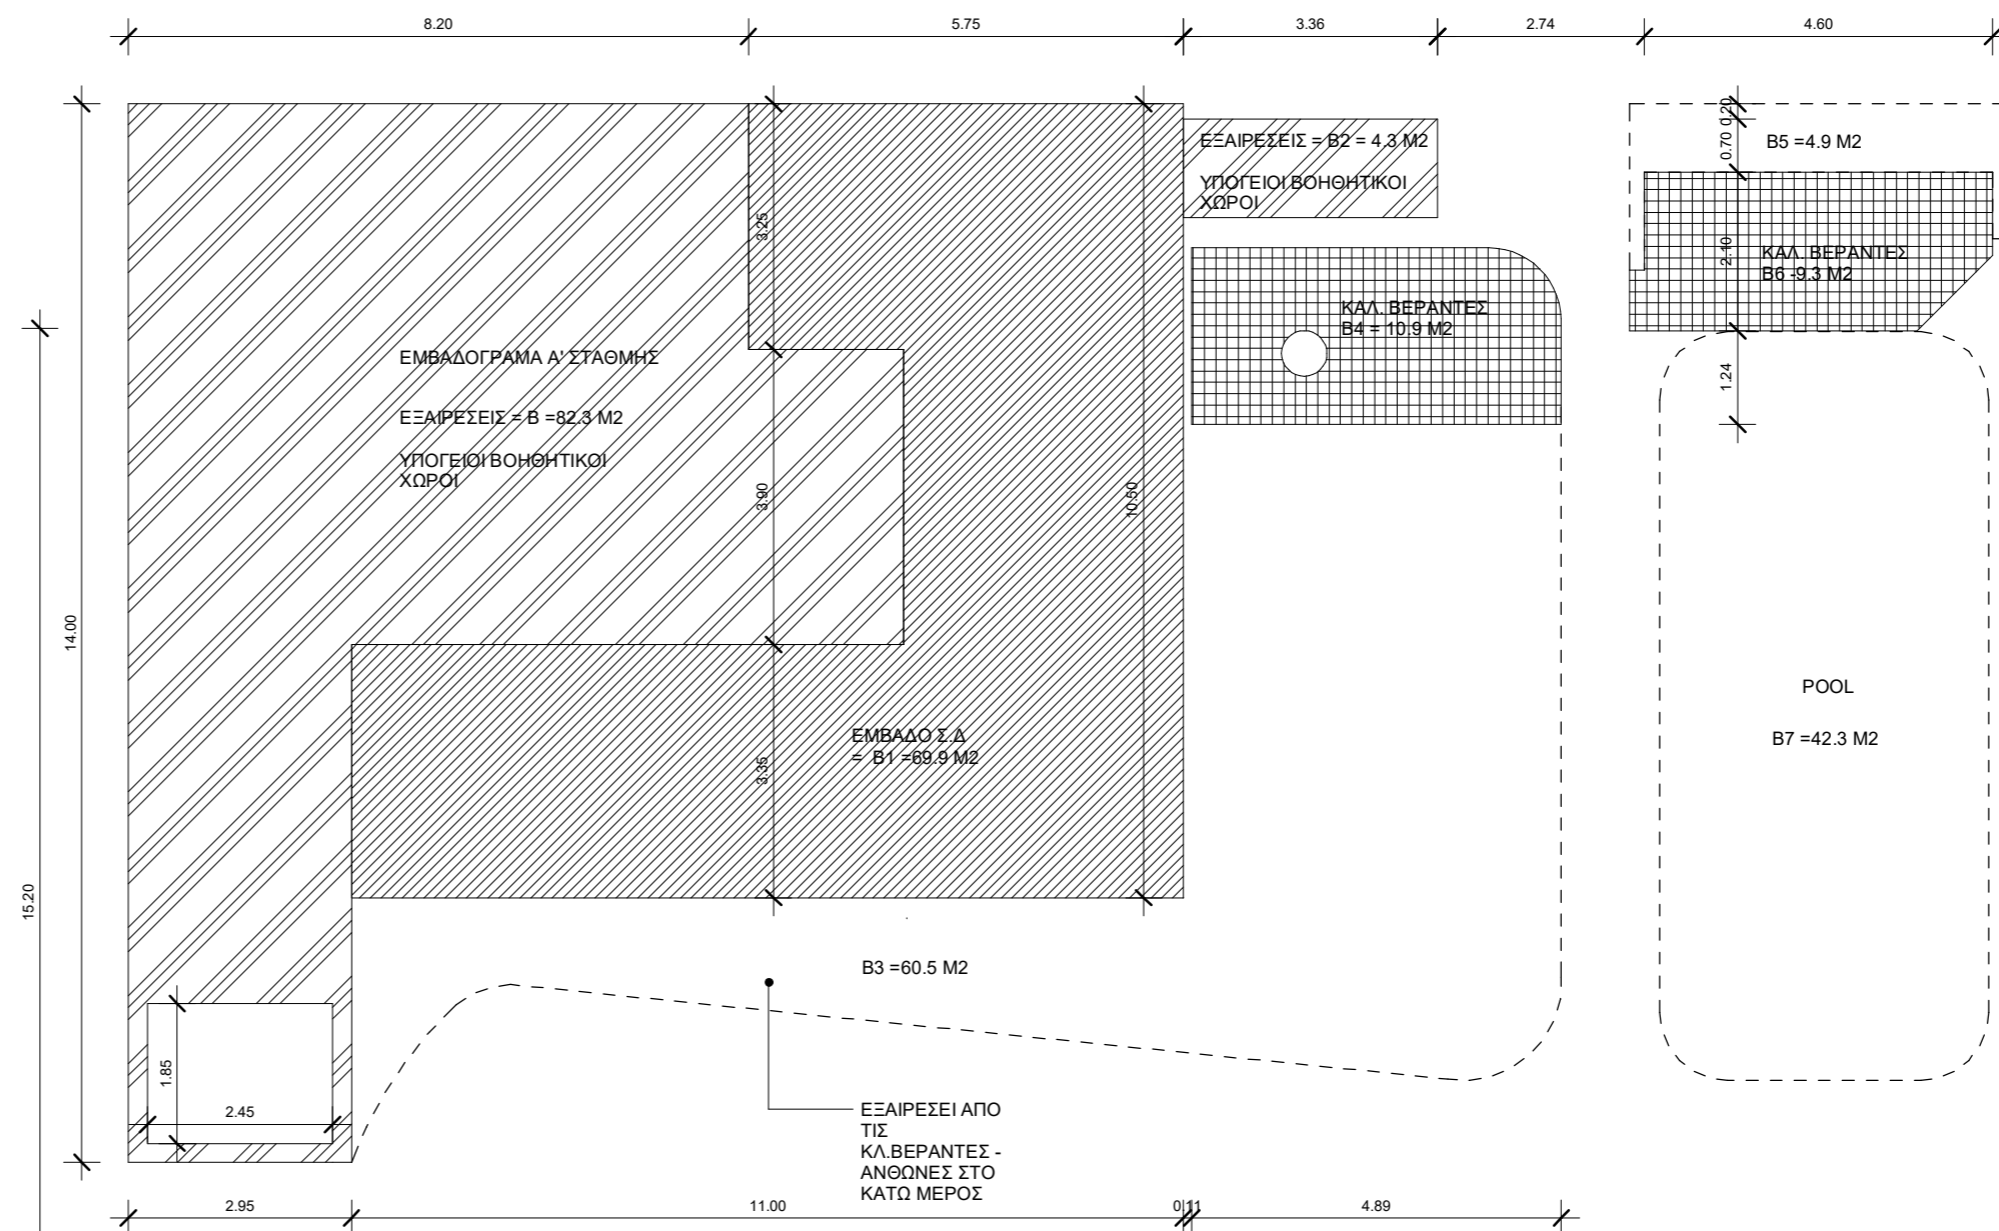 8.20
5.75
3.36
2.74
4.60
ΕΞΑΙΡΕΣΕΙΣ = Β2 = 4.3 Μ2
ΥΠΟΓΕΙΟΙ ΒΟΗΘΗΤΙΚΟΙ
ΧΩΡΟΙ
0.20
0.70
Β5 =4.9 Μ2
3.25
2.10
ΚΑΛ. ΒΕΡΑΝΤΕΣ
Β6 -9.3 Μ2
ΚΑΛ. ΒΕΡΑΝΤΕΣ
Β4 = 10.9 Μ2
1.24
ΕΜΒΑΔΟΓΡΑΜΑ Α' ΣΤΑΘΜΗΣ
ΕΞΑΙΡΕΣΕΙΣ = Β =82.3 Μ2
ΥΠΟΓΕΙΟΙ ΒΟΗΘΗΤΙΚΟΙ
ΧΩΡΟΙ
3.90
10.50
14.00
POOL
Β7 =42.3 Μ2
ΕΜΒΑΔΟ Σ.Δ
= Β1 =69.9 Μ2
3.35
15.20
Β3 =60.5 Μ2
1.85
2.45
ΕΞΑΙΡΕΣΕΙ ΑΠΟ
ΤΙΣ
ΚΛ.ΒΕΡΑΝΤΕΣ -
ΑΝΘΩΝΕΣ ΣΤΟ
ΚΑΤΩ ΜΕΡΟΣ
2.95
11.00
0.11
4.89